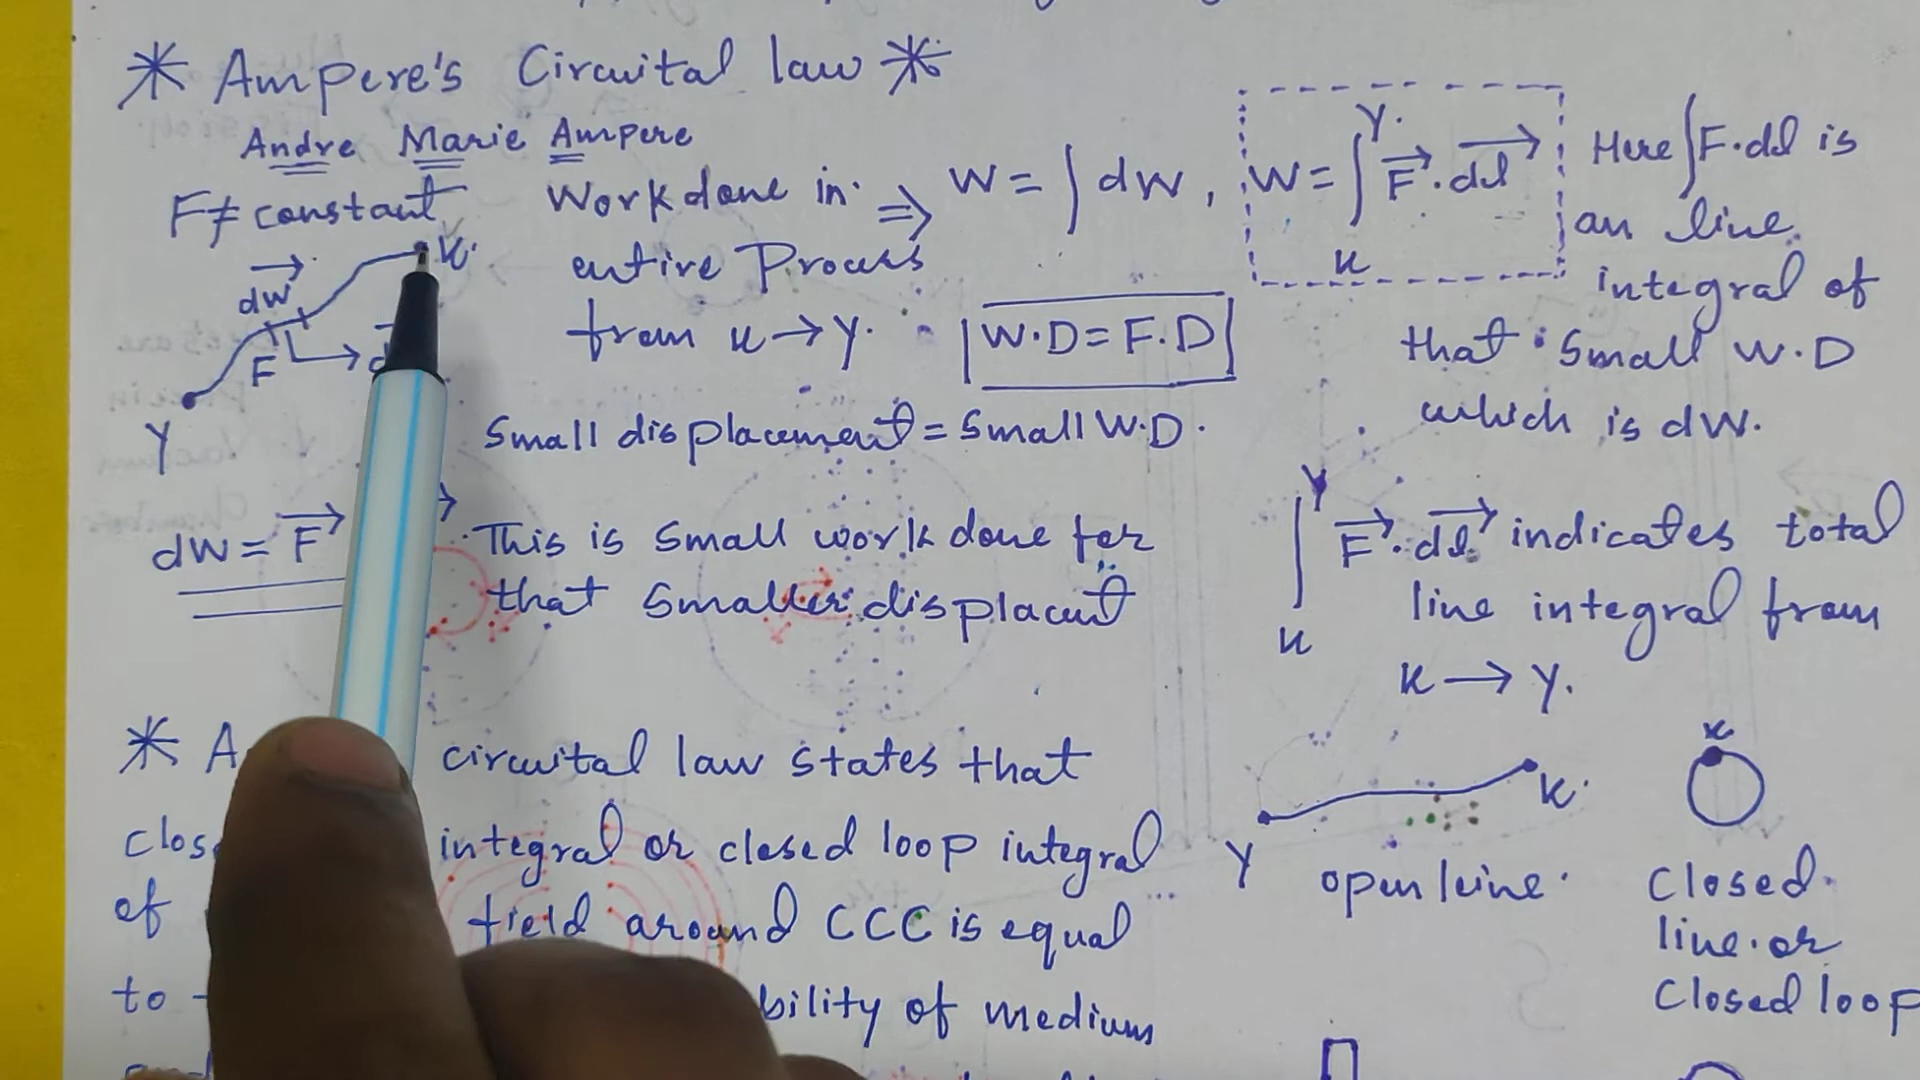 * Ampere's Circuital law *
Andre Marie Ampere
F ≠ constant
dw
x
F
Y
Work done in
entire Process
from x → y.
⇒ W = ∫ dw, W = ∫ F . dl
Y
x
W.D = F.D
Here ∫F.dl is
an line
integral of
that small W.D
which is dW.
Small displacement = Small W.D.
dW = F
This is small work done for
that smaller displacent
Y
∫ F . dl indicates total
x
line integral from
x → y.
* A circuital law states that
integral or closed loop integral
of field around CCC is equal
to bility of medium
Y
x
open line
x
Closed
line or
Closed loop